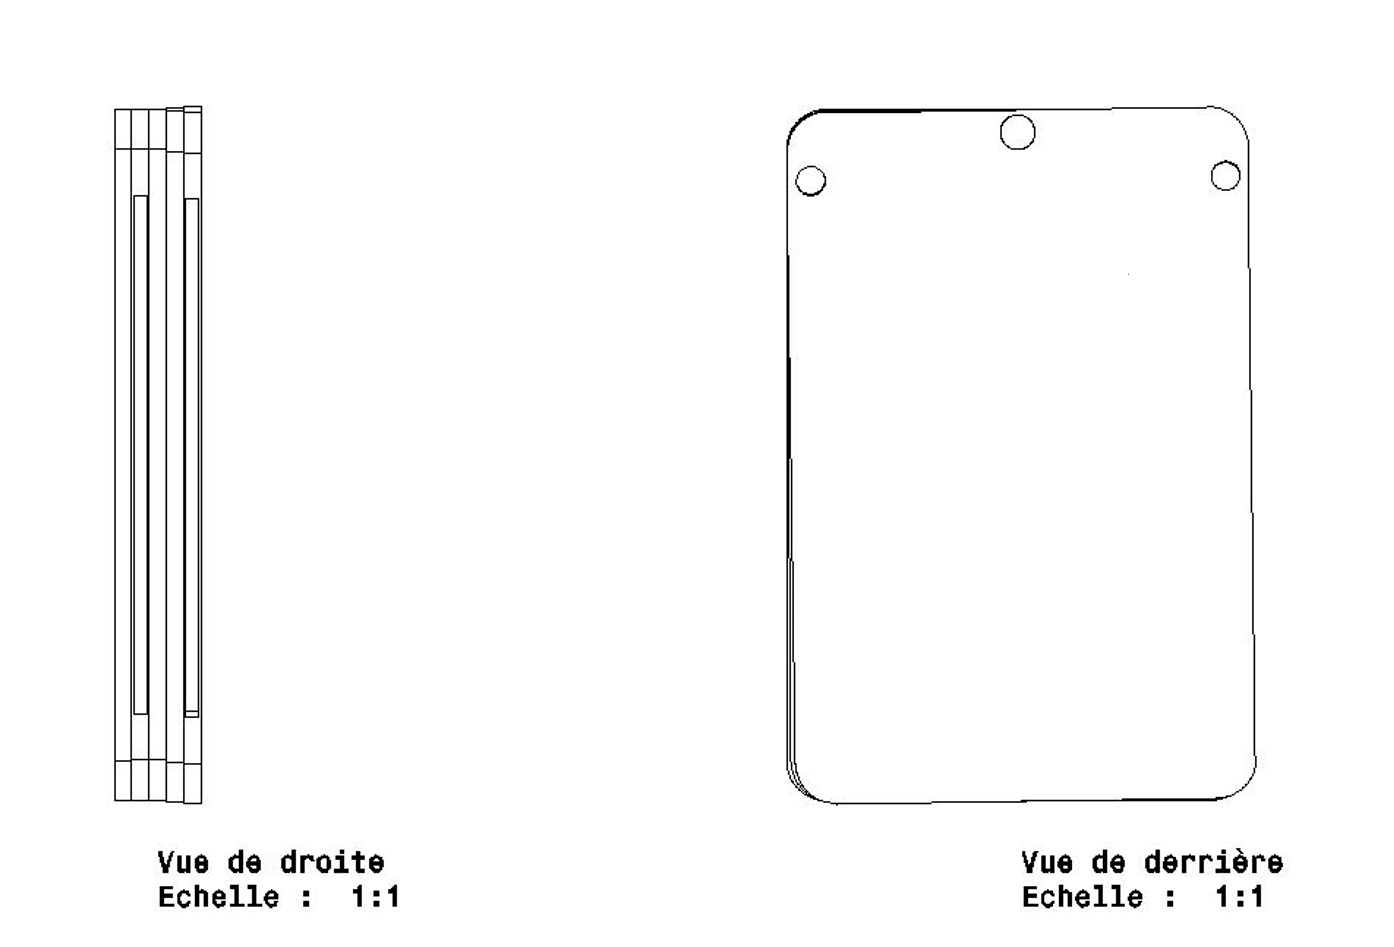 Vue de droite
Echelle :  1:1
Vue de derrière
Echelle :  1:1